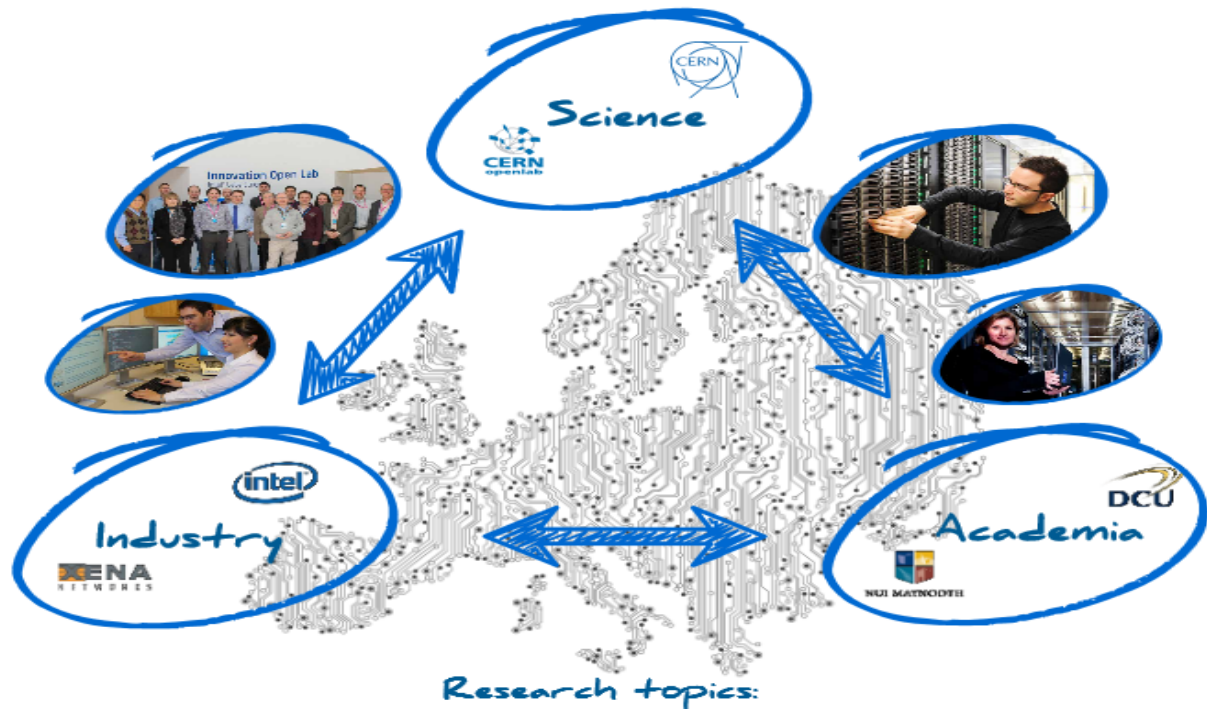 CERN
Science
CERN
openlab
Innovation Open Lab
intel
Industry
XENA
NETWORKS
DCU
Academia
NUI MAYNOOTH
Research topics: